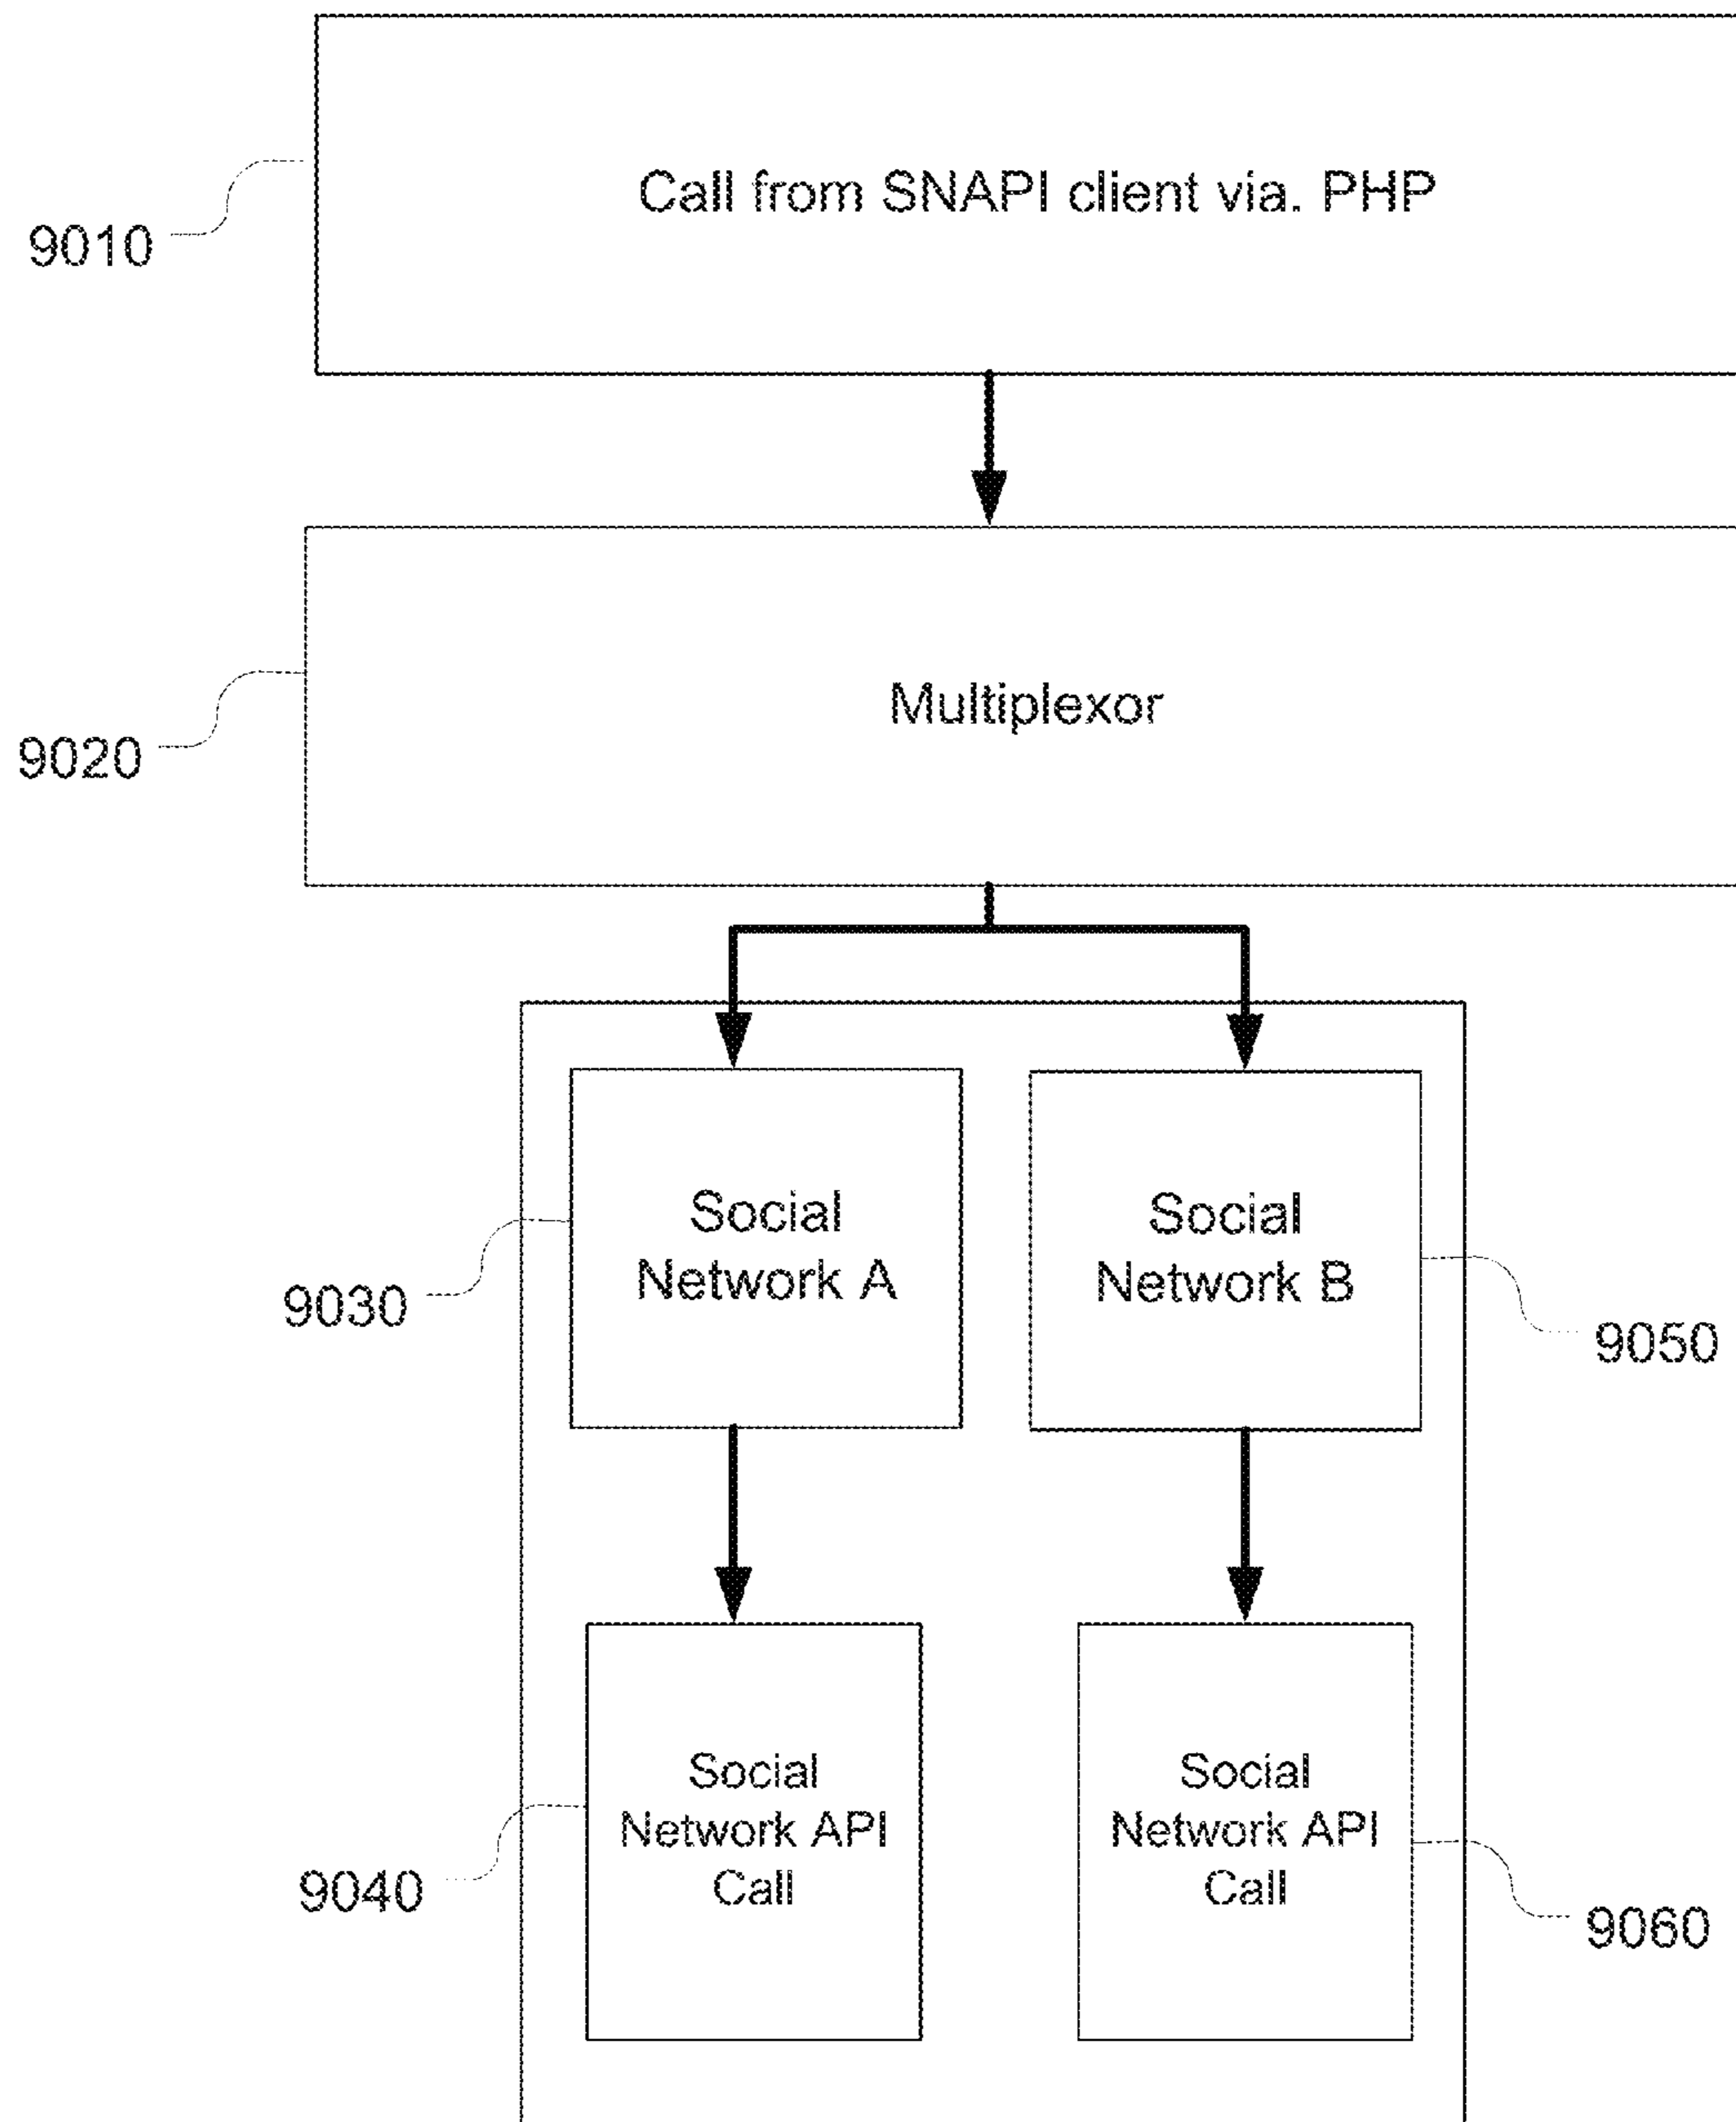 Call from SNAPI client via. PHP
9010
Multiplexor
9020
Social
Network A
9030
Social
Network B
9050
Social
Network API
Call
9040
Social
Network API
Call
9060